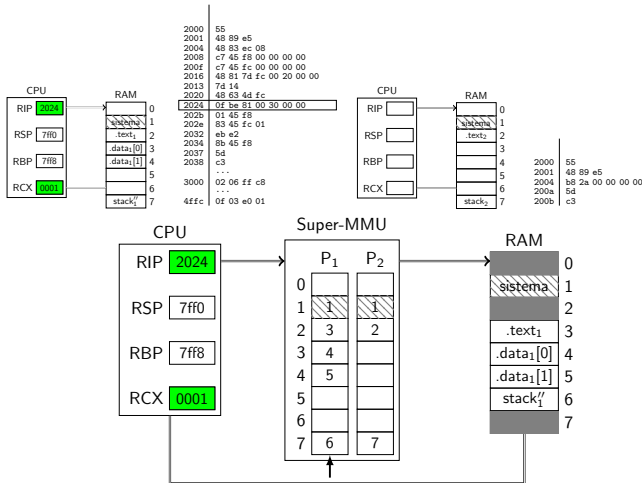 2000 55
2001 48 89 e5
2004 48 83 ec 08
2008 c7 45 f8 00 00 00 00
200f c7 45 fc 00 00 00 00
2016 48 81 7d fc 00 20 00 00
2013 7d 14
2020 48 63 4d fc
2024 0f be 81 00 30 00 00
202b 01 45 f8
202e 83 45 fc 01
2032 eb e2
2034 8b 45 f8
2037 5d
2038 c3
...
3000 02 06 ff c8
...
4ffc 0f 03 e0 01
CPU
RIP 2024
RSP 7ff0
RBP 7ff8
RCX 0001
RAM
0
sistema 1
.text₁ 2
.data₁[0] 3
.data₁[1] 4
5
6
stack₁′′ 7
CPU
RIP
RSP
RBP
RCX
RAM
0
sistema 1
.text₂ 2
3
4
5
6
stack₂ 7
2000 55
2001 48 89 e5
2004 b8 2a 00 00 00 00
200a 5d
200b c3
CPU
RIP 2024
RSP 7ff0
RBP 7ff8
RCX 0001
Super-MMU
P₁ P₂
0
1 1 1
2 3 2
3 4
4 5
5
6
7 6 7
RAM
0
sistema 1
2
.text₁ 3
.data₁[0] 4
.data₁[1] 5
stack₁′′ 6
7